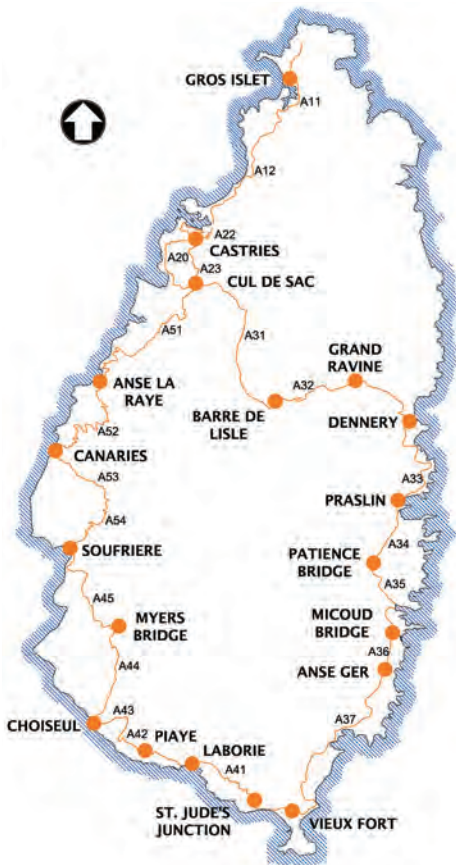 GROS ISLET
A11
A12
A22
CASTRIES
A20
A23
CUL DE SAC
A51
A31
GRAND
RAVINE
A32
ANSE LA
RAYE
BARRE DE
LISLE
DENNERY
A52
CANARIES
A33
A53
PRASLIN
A54
A34
SOUFRIERE
PATIENCE
BRIDGE
A35
A45
MYERS
BRIDGE
MICOUD
BRIDGE
A36
A44
ANSE GER
A43
A37
CHOISEUL
A42
PIAYE
LABORIE
A41
ST. JUDE'S
JUNCTION
VIEUX FORT